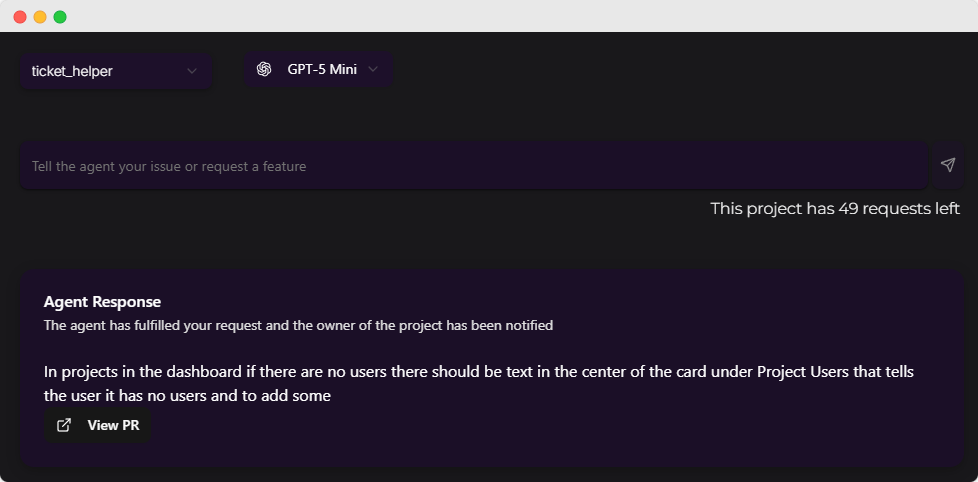 ticket_helper
GPT-5 Mini
Tell the agent your issue or request a feature
This project has 49 requests left
Agent Response
The agent has fulfilled your request and the owner of the project has been notified
In projects in the dashboard if there are no users there should be text in the center of the card under Project Users that tells
the user it has no users and to add some
View PR